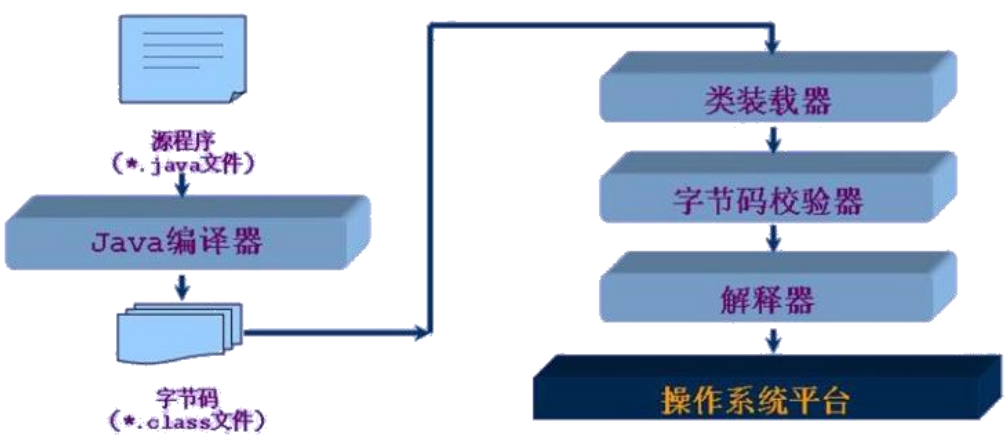 源程序
(*.java文件)
Java编译器
字节码
(*.class文件)
类装载器
字节码校验器
解释器
操作系统平台